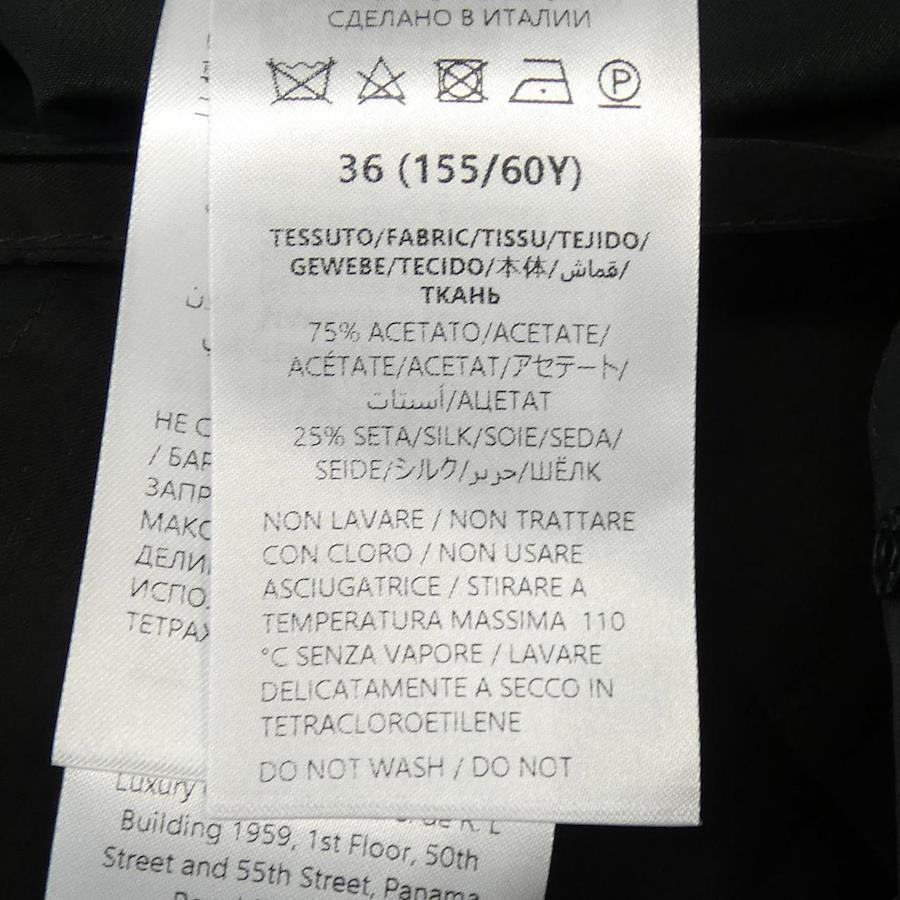 СДЕЛАНО В ИТАЛИИ
P
36 (155/60Y)
TESSUTO/FABRIC/TISSU/TEJIDO/
GEWEBE/TECIDO/本体/قماش/
ТКАНЬ
75% ACETATO/ACETATE/
ACÉTATE/ACETAT/アセテート/
أسيتات/АЦЕТАТ
25% SETA/SILK/SOIE/SEDA/
SEIDE/シルク/حرير/ШЁЛК
NON LAVARE / NON TRATTARE
CON CLORO / NON USARE
ASCIUGATRICE / STIRARE A
TEMPERATURA MASSIMA 110
°C SENZA VAPORE / LAVARE
DELICATAMENTE A SECCO IN
TETRACLOROETILENE
DO NOT WASH / DO NOT
НЕ С
/ БАР
ЗАПР
МАКС
ДЕЛИ
ИСПО
ТЕТРАХ
Luxury
Building 1959, 1st Floor, 50th
Street and 55th Street, Panama